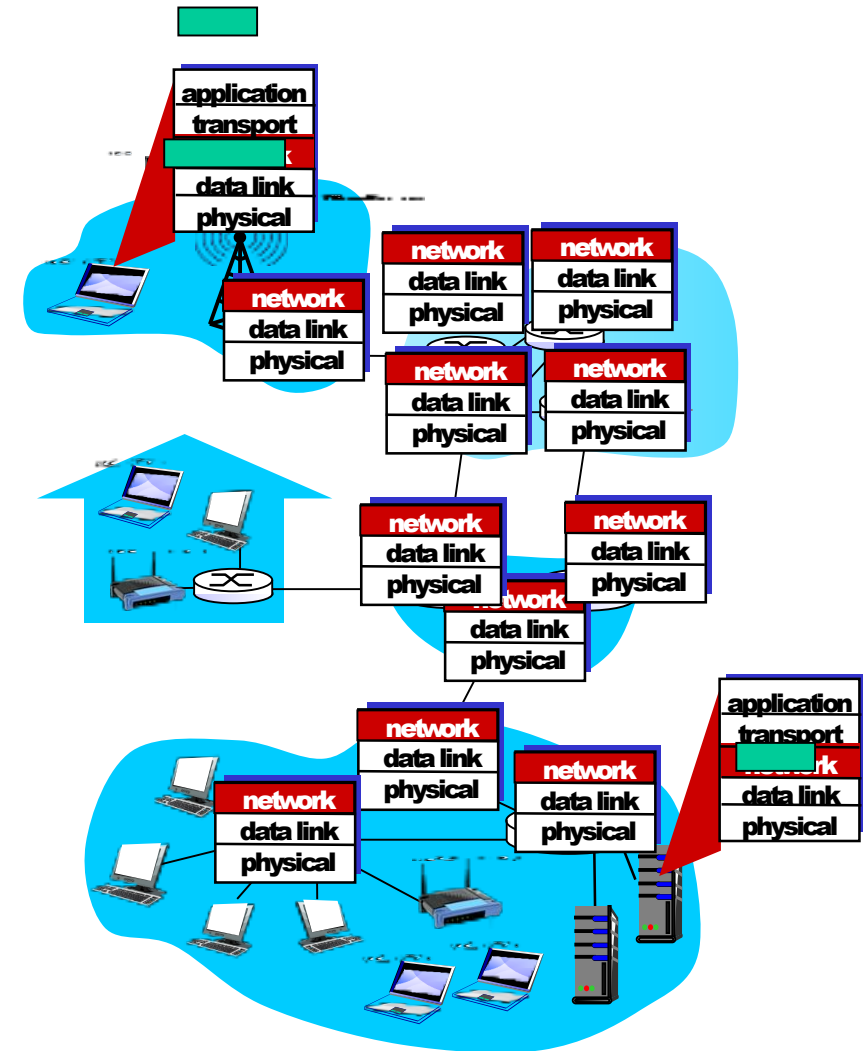 application
transport
k
data link
physical
network
data link
physical
network
data link
physical
network
data link
physical
network
data link
physical
network
data link
physical
network
data link
physical
network
data link
physical
network
data link
physical
network
data link
physical
network
data link
physical
network
data link
physical
application
transport
network
data link
physical